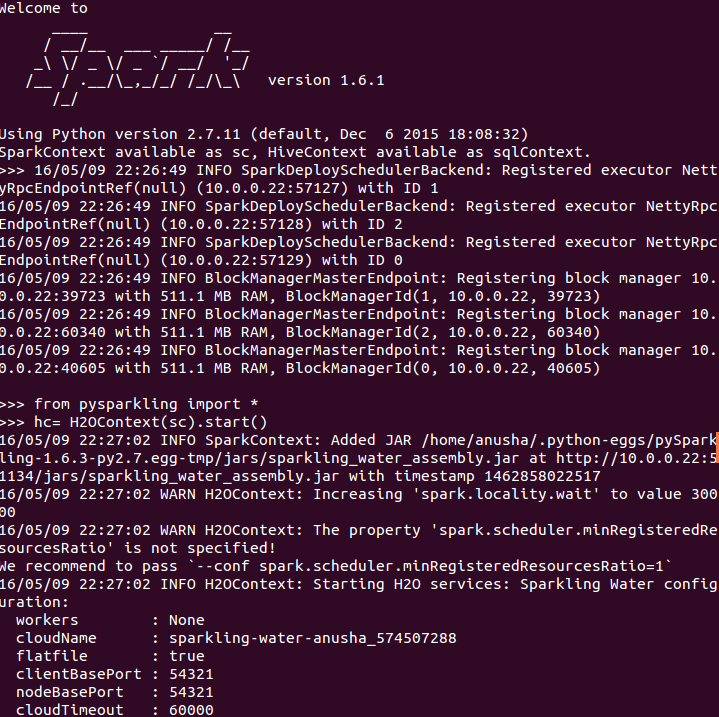 Welcome to
      ____              __
     / __/__  ___ _____/ /__
    _\ \/ _ \/ _ `/ __/  '_/
   /__ / .__/\_,_/_/ /_/\_\   version 1.6.1
      /_/
Using Python version 2.7.11 (default, Dec  6 2015 18:08:32)
SparkContext available as sc, HiveContext available as sqlContext.
>>> 16/05/09 22:26:49 INFO SparkDeploySchedulerBackend: Registered executor Nett
yRpcEndpointRef(null) (10.0.0.22:57127) with ID 1
16/05/09 22:26:49 INFO SparkDeploySchedulerBackend: Registered executor NettyRpc
EndpointRef(null) (10.0.0.22:57128) with ID 2
16/05/09 22:26:49 INFO SparkDeploySchedulerBackend: Registered executor NettyRpc
EndpointRef(null) (10.0.0.22:57129) with ID 0
16/05/09 22:26:49 INFO BlockManagerMasterEndpoint: Registering block manager 10.
0.0.22:39723 with 511.1 MB RAM, BlockManagerId(1, 10.0.0.22, 39723)
16/05/09 22:26:49 INFO BlockManagerMasterEndpoint: Registering block manager 10.
0.0.22:60340 with 511.1 MB RAM, BlockManagerId(2, 10.0.0.22, 60340)
16/05/09 22:26:49 INFO BlockManagerMasterEndpoint: Registering block manager 10.
0.0.22:40605 with 511.1 MB RAM, BlockManagerId(0, 10.0.0.22, 40605)
>>> from pysparkling import *
>>> hc= H2OContext(sc).start()
16/05/09 22:27:02 INFO SparkContext: Added JAR /home/anusha/.python-eggs/pySpark
ling-1.6.3-py2.7.egg-tmp/jars/sparkling_water_assembly.jar at http://10.0.0.22:5
1134/jars/sparkling_water_assembly.jar with timestamp 1462858022517
16/05/09 22:27:02 WARN H2OContext: Increasing 'spark.locality.wait' to value 300
00
16/05/09 22:27:02 WARN H2OContext: The property 'spark.scheduler.minRegisteredRe
sourcesRatio' is not specified!
We recommend to pass `--conf spark.scheduler.minRegisteredResourcesRatio=1`
16/05/09 22:27:02 INFO H2OContext: Starting H2O services: Sparkling Water config
uration:
  workers        : None
  cloudName      : sparkling-water-anusha_574507288
  flatfile       : true
  clientBasePort : 54321
  nodeBasePort   : 54321
  cloudTimeout   : 60000